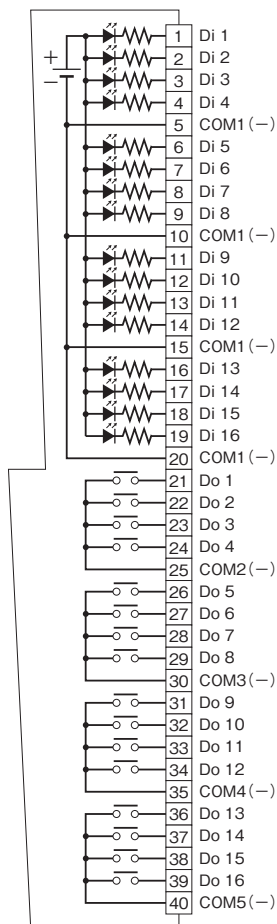 +
−
1 Di 1
2 Di 2
3 Di 3
4 Di 4
5 COM1(−)
6 Di 5
7 Di 6
8 Di 7
9 Di 8
10 COM1(−)
11 Di 9
12 Di 10
13 Di 11
14 Di 12
15 COM1(−)
16 Di 13
17 Di 14
18 Di 15
19 Di 16
20 COM1(−)
21 Do 1
22 Do 2
23 Do 3
24 Do 4
25 COM2(−)
26 Do 5
27 Do 6
28 Do 7
29 Do 8
30 COM3(−)
31 Do 9
32 Do 10
33 Do 11
34 Do 12
35 COM4(−)
36 Do 13
37 Do 14
38 Do 15
39 Do 16
40 COM5(−)